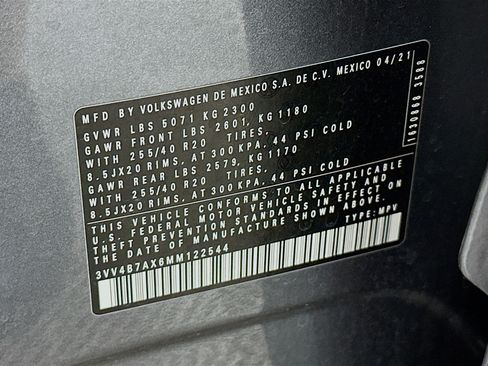 MFD BY VOLKSWAGEN DE MEXICO S.A. DE C.V. MEXICO 04/21
GVWR LBS 5071 KG 2300
GAWR FRONT LBS 2601, KG 1180
WITH 255/40 R20 TIRES,
8.5JX20 RIMS, AT 300 KPA, 44 PSI COLD
GAWR REAR LBS 2579, KG 1170
WITH 255/40 R20 TIRES,
8.5JX20 RIMS, AT 300 KPA, 44 PSI COLD
THIS VEHICLE CONFORMS TO ALL APPLICABLE
U.S. FEDERAL MOTOR VEHICLE SAFETY AND
THEFT PREVENTION STANDARDS IN EFFECT ON
THE DATE OF MANUFACTURE SHOWN ABOVE.
3VV4B7AX6MM122544 TYPE: MPV
1630868 3508